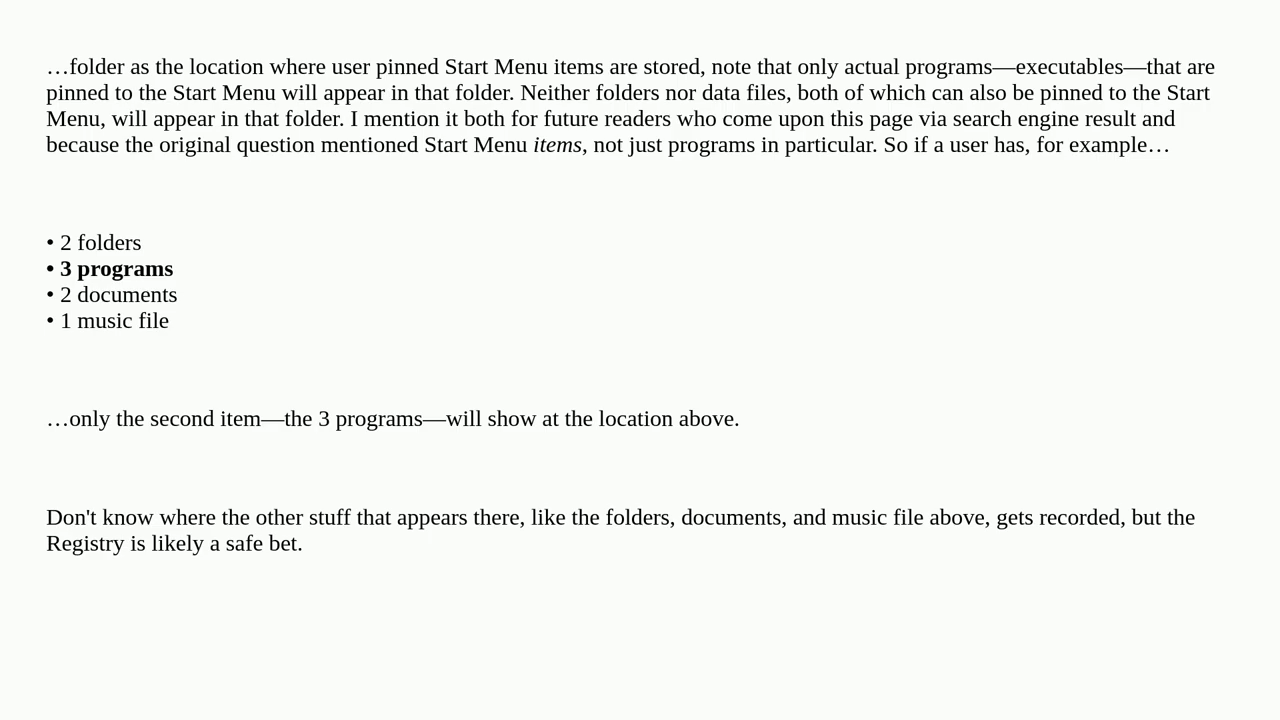 …folder as the location where user pinned Start Menu items are stored, note that only actual programs—executables—that are
pinned to the Start Menu will appear in that folder. Neither folders nor data files, both of which can also be pinned to the Start
Menu, will appear in that folder. I mention it both for future readers who come upon this page via search engine result and
because the original question mentioned Start Menu items, not just programs in particular. So if a user has, for example…
• 2 folders
• 3 programs
• 2 documents
• 1 music file
…only the second item—the 3 programs—will show at the location above.
Don't know where the other stuff that appears there, like the folders, documents, and music file above, gets recorded, but the
Registry is likely a safe bet.